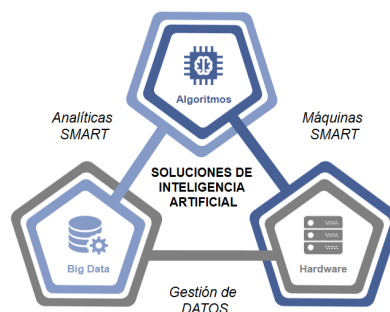 Algoritmos
Analíticas
SMART
Máquinas
SMART
SOLUCIONES DE
INTELIGENCIA
ARTIFICIAL
Big Data
Hardware
Gestión de
DATOS